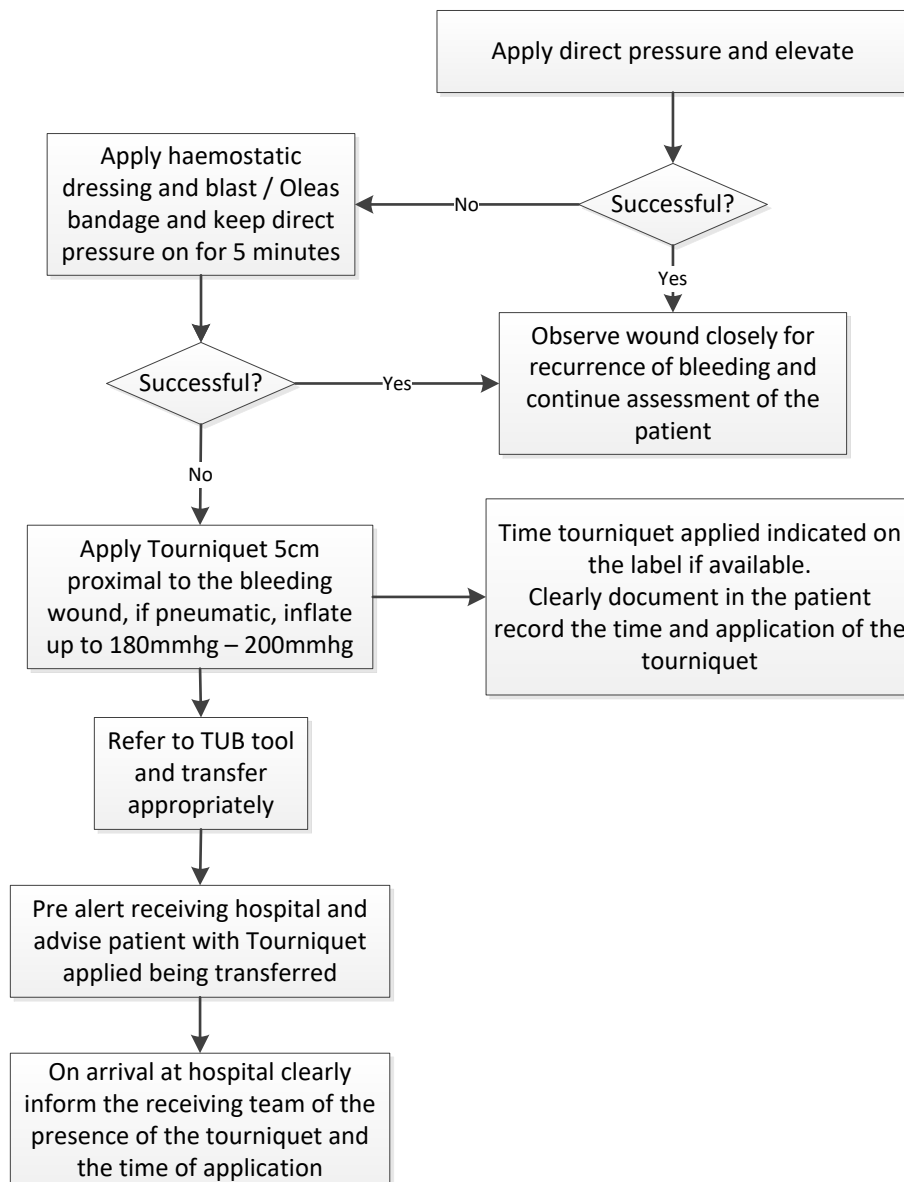 Apply direct pressure and elevate
Successful?
No
Yes
Apply haemostatic
dressing and blast / Oleas
bandage and keep direct
pressure on for 5 minutes
Observe wound closely for
recurrence of bleeding and
continue assessment of the
patient
Successful?
Yes
No
Apply Tourniquet 5cm
proximal to the bleeding
wound, if pneumatic, inflate
up to 180mmhg – 200mmhg
Time tourniquet applied indicated on
the label if available.
Clearly document in the patient
record the time and application of the
tourniquet
Refer to TUB tool
and transfer
appropriately
Pre alert receiving hospital and
advise patient with Tourniquet
applied being transferred
On arrival at hospital clearly
inform the receiving team of the
presence of the tourniquet and
the time of application